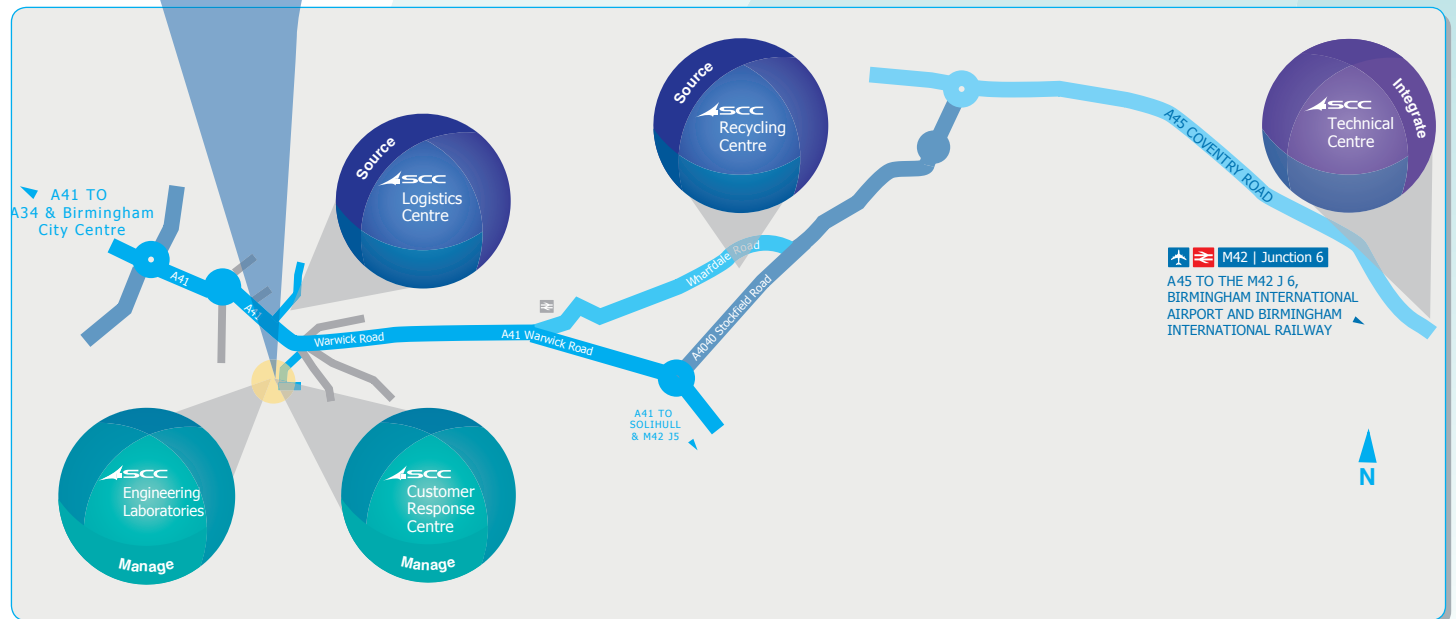 A41 TO
A34 & Birmingham
City Centre
A41
A41
Source
SCC
Logistics
Centre
Source
SCC
Recycling
Centre
Integrate
SCC
Technical
Centre
A45 COVENTRY ROAD
M42 | Junction 6
A45 TO THE M42 J 6,
BIRMINGHAM INTERNATIONAL
AIRPORT AND BIRMINGHAM
INTERNATIONAL RAILWAY
Wharfdale Road
A4040 Stockfield Road
Warwick Road
A41 Warwick Road
A41 TO
SOLIHULL
& M42 J5
SCC
Engineering
Laboratories
Manage
SCC
Customer
Response
Centre
Manage
N